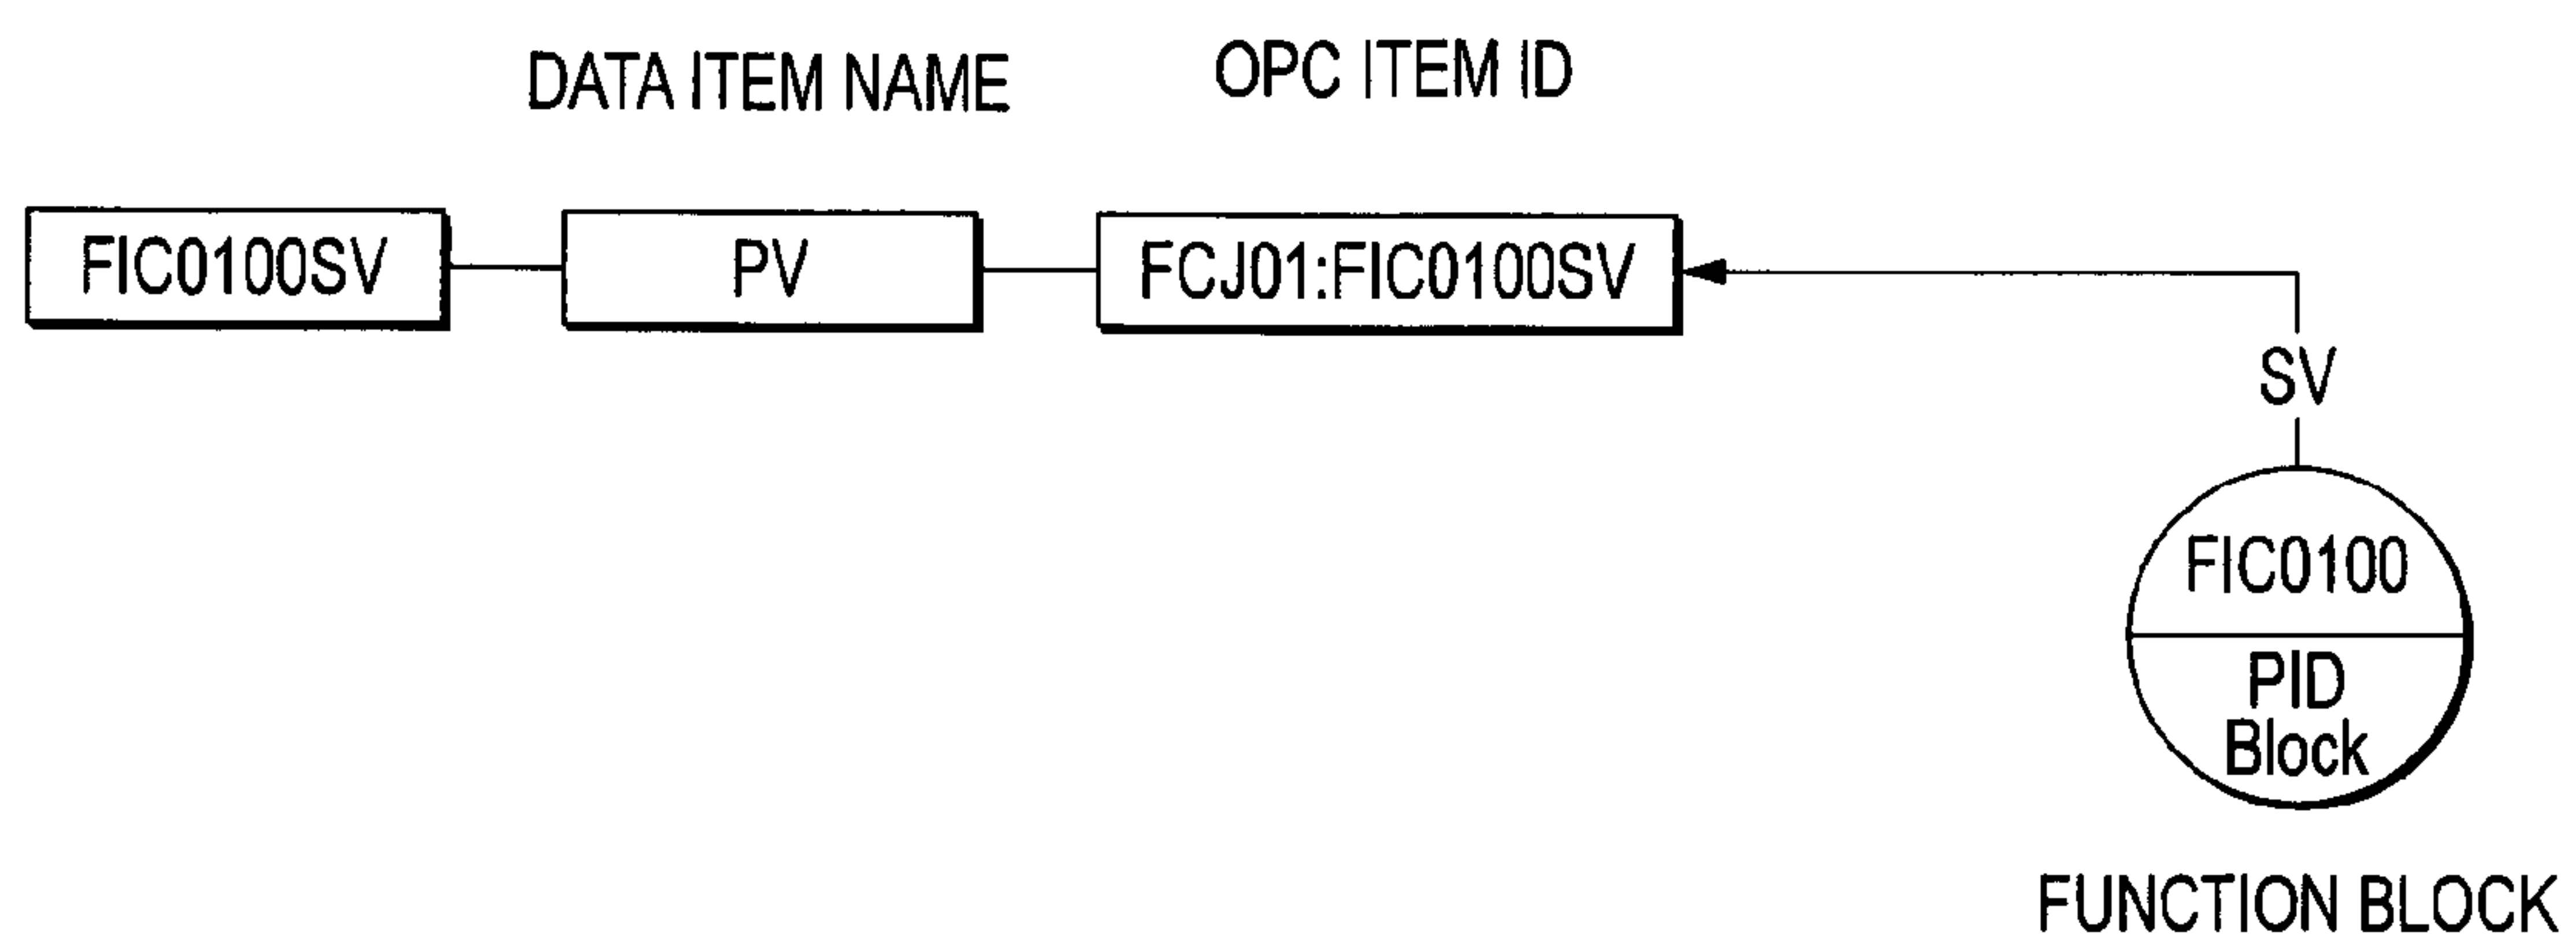 DATA ITEM NAME
OPC ITEM ID
FIC0100SV
PV
FCJ01:FIC0100SV
SV
FIC0100
PID
Block
FUNCTION BLOCK